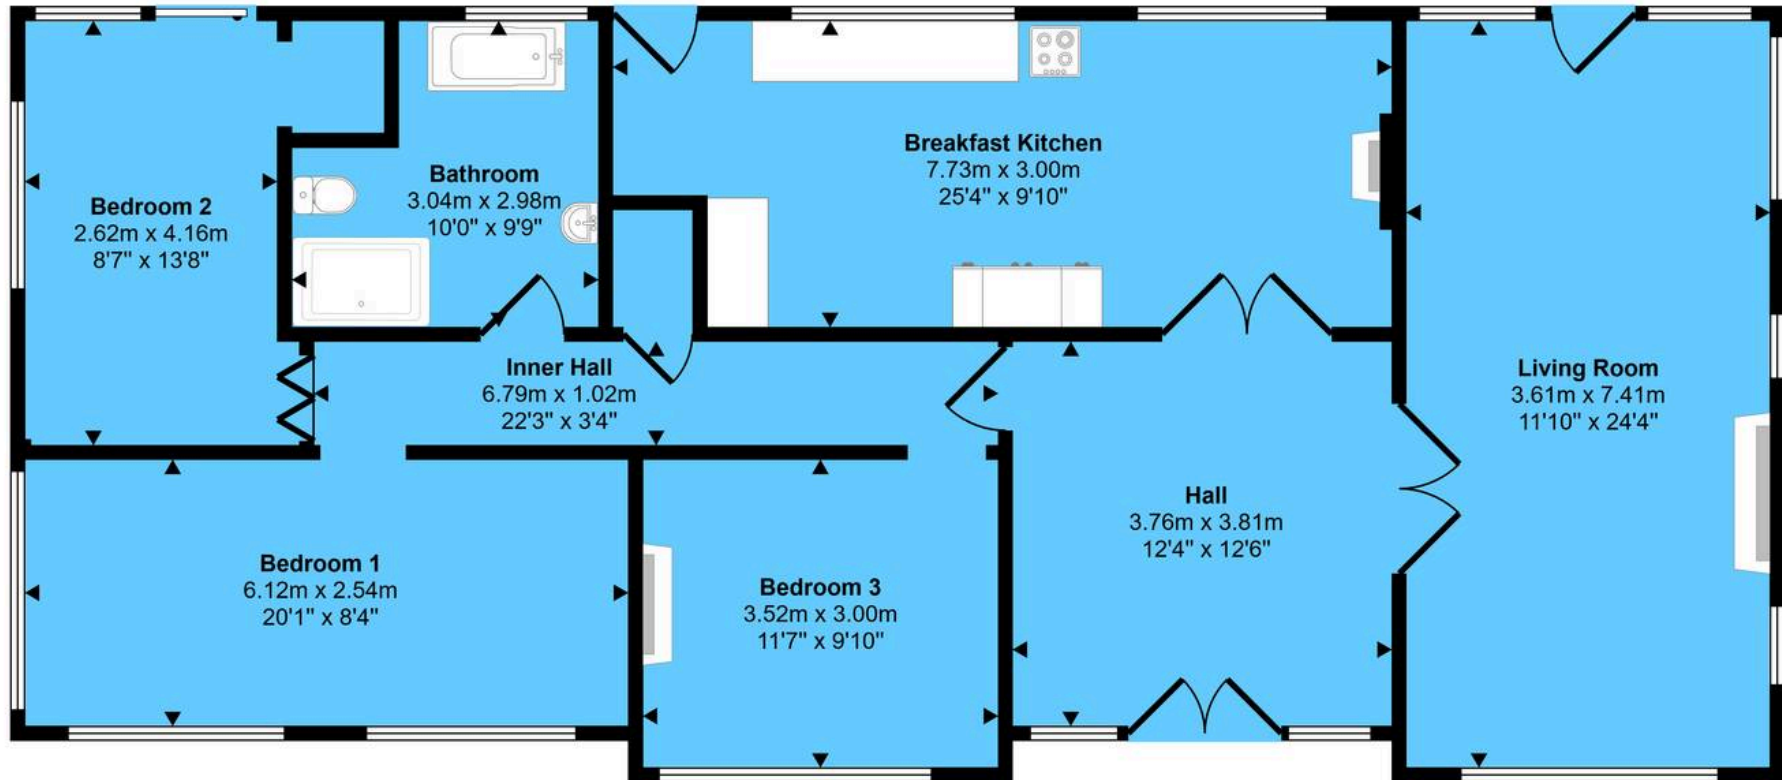 Breakfast Kitchen
7.73m x 3.00m
25'4" x 9'10"
Bathroom
3.04m x 2.98m
10'0" x 9'9"
Bedroom 2
2.62m x 4.16m
8'7" x 13'8"
Inner Hall
6.79m x 1.02m
22'3" x 3'4"
Living Room
3.61m x 7.41m
11'10" x 24'4"
Hall
3.76m x 3.81m
12'4" x 12'6"
Bedroom 1
6.12m x 2.54m
20'1" x 8'4"
Bedroom 3
3.52m x 3.00m
11'7" x 9'10"